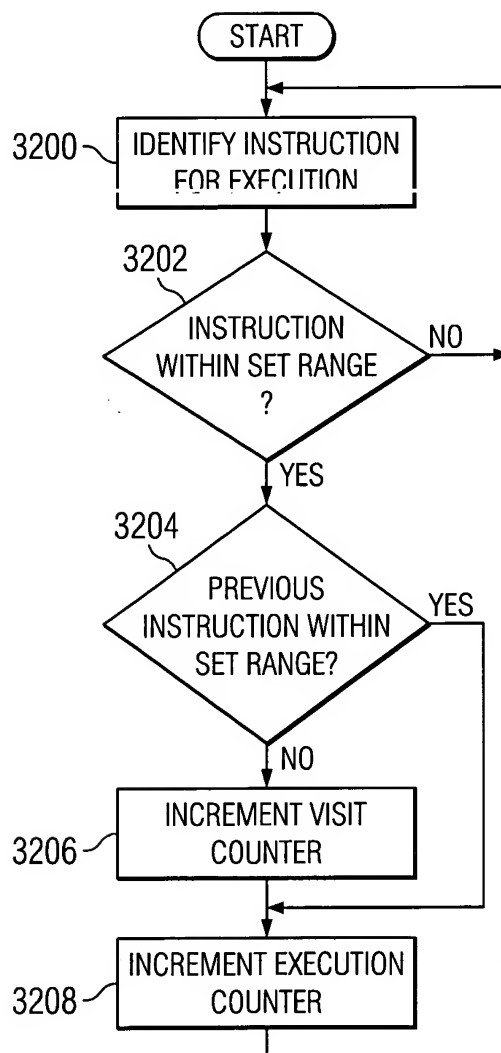 START
3200
IDENTIFY INSTRUCTION
FOR EXECUTION
3202
INSTRUCTION
WITHIN SET RANGE
?
NO
YES
3204
PREVIOUS
INSTRUCTION WITHIN
SET RANGE?
YES
NO
3206
INCREMENT VISIT
COUNTER
3208
INCREMENT EXECUTION
COUNTER